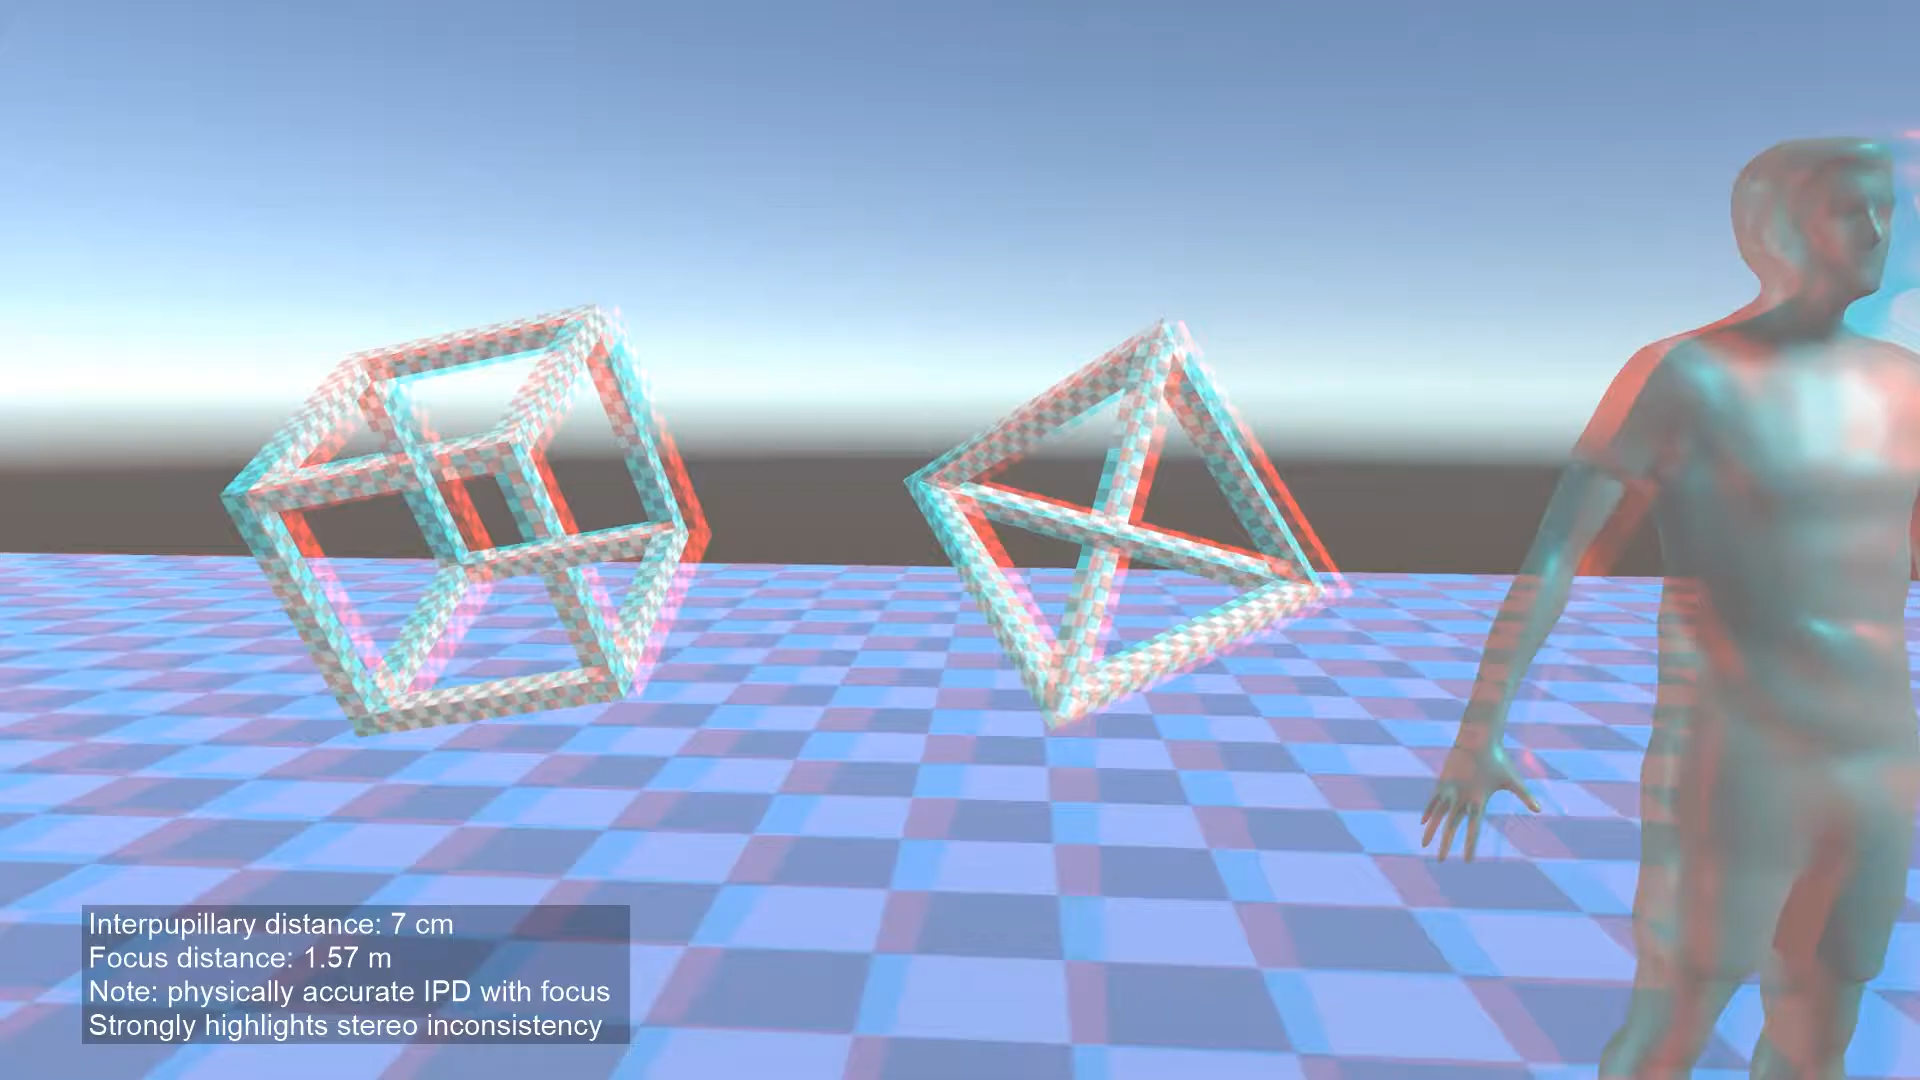 Interpupillary distance: 7 cm
Focus distance: 1.57 m
Note: physically accurate IPD with focus
Strongly highlights stereo inconsistency